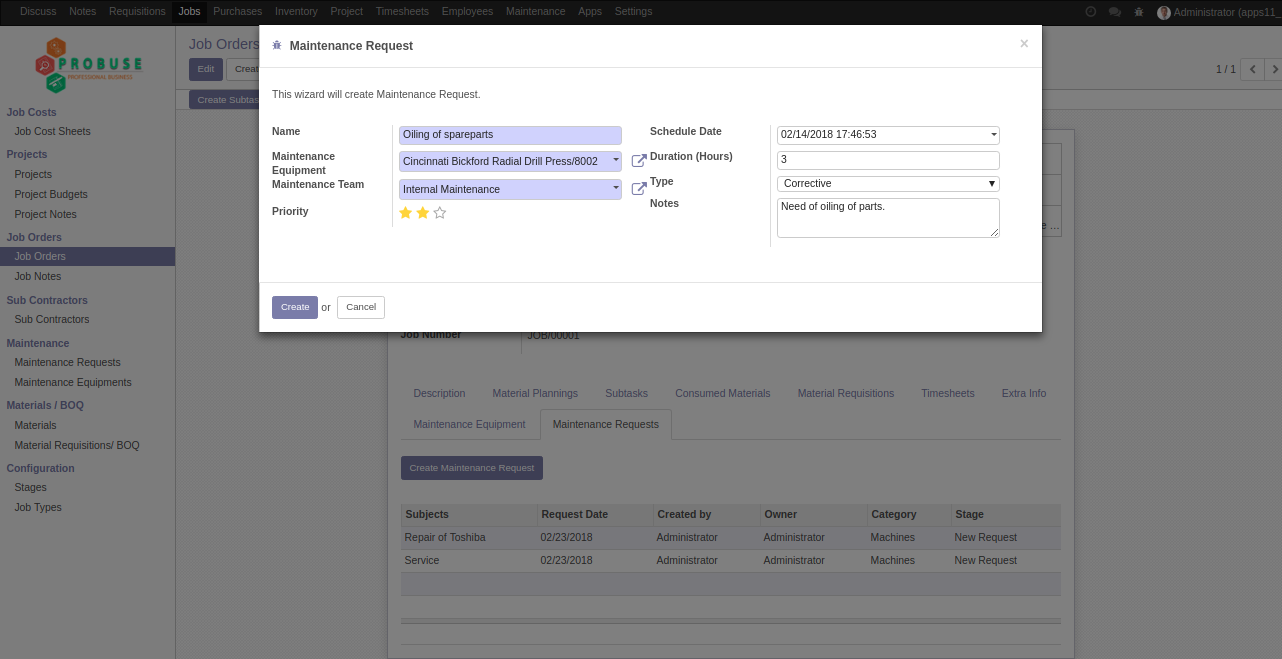 Discuss Notes Requisitions Jobs Purchases Inventory Project Timesheets Employees Maintenance Apps Settings Administrator (apps11_
PROBUSE
PROFESSIONAL BUSINESS
Job Costs
Job Cost Sheets
Projects
Projects
Project Budgets
Project Notes
Job Orders
Job Orders
Job Notes
Sub Contractors
Sub Contractors
Maintenance
Maintenance Requests
Maintenance Equipments
Materials / BOQ
Materials
Material Requisitions/ BOQ
Configuration
Stages
Job Types
Job Orders
Edit Creat
1 / 1
Create Subtas
Maintenance Request ×
This wizard will create Maintenance Request.
Name Oiling of spareparts
Maintenance Equipment Cincinnati Bickford Radial Drill Press/8002
Maintenance Team Internal Maintenance
Priority
Schedule Date 02/14/2018 17:46:53
Duration (Hours) 3
Type Corrective
Notes Need of oiling of parts.
Create or Cancel
e ...
Job Number JOB/00001
Description Material Plannings Subtasks Consumed Materials Material Requisitions Timesheets Extra Info
Maintenance Equipment Maintenance Requests
Create Maintenance Request
Subjects Request Date Created by Owner Category Stage
Repair of Toshiba 02/23/2018 Administrator Administrator Machines New Request
Service 02/23/2018 Administrator Administrator Machines New Request